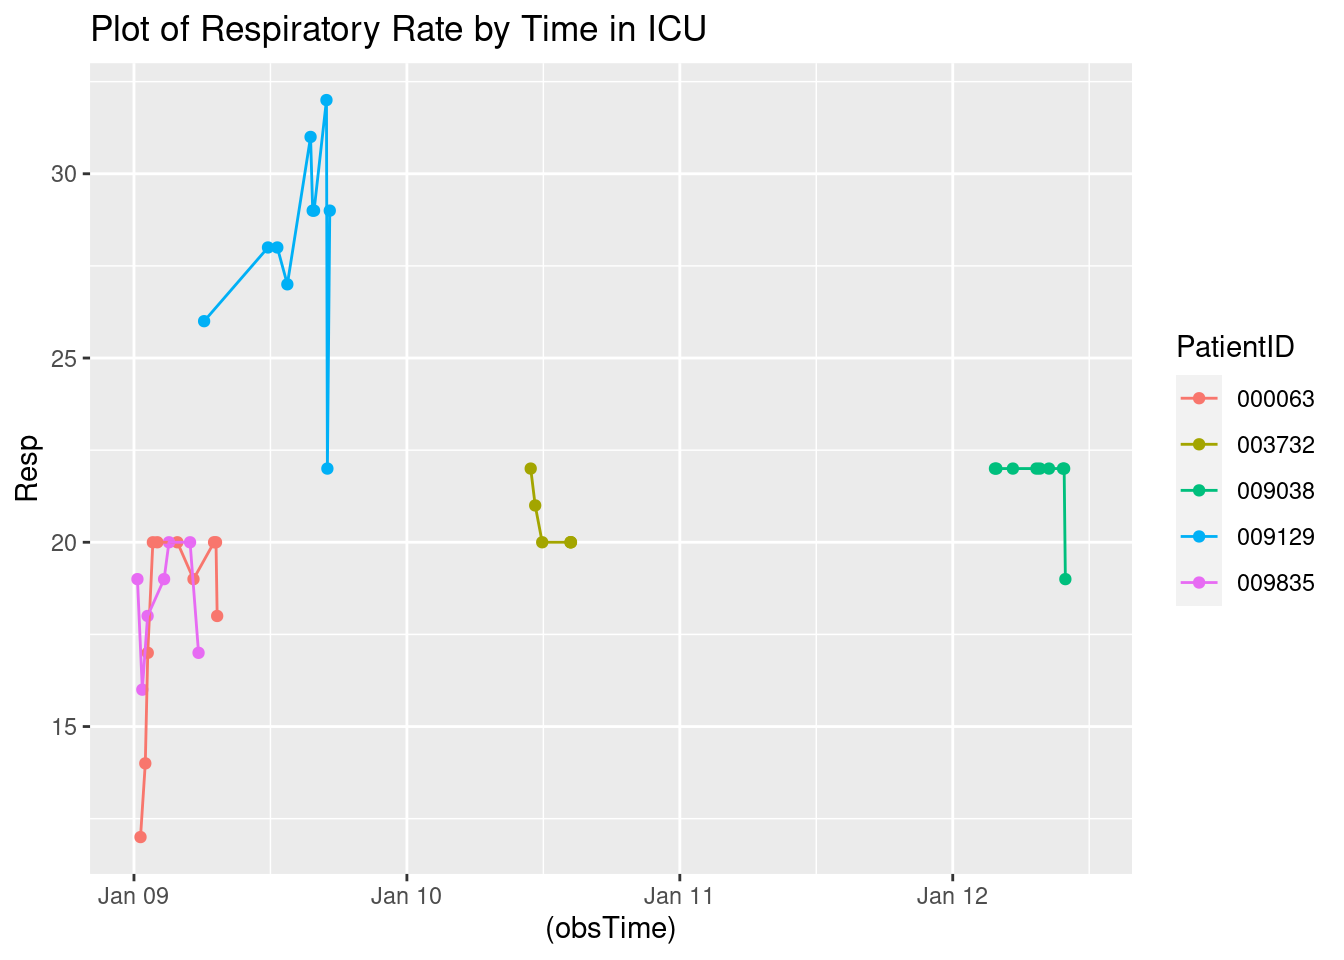 Plot of Respiratory Rate by Time in ICU
Resp
30
25
20
15
Jan 09
Jan 10
Jan 11
Jan 12
(obsTime)
PatientID
000063
003732
009038
009129
009835